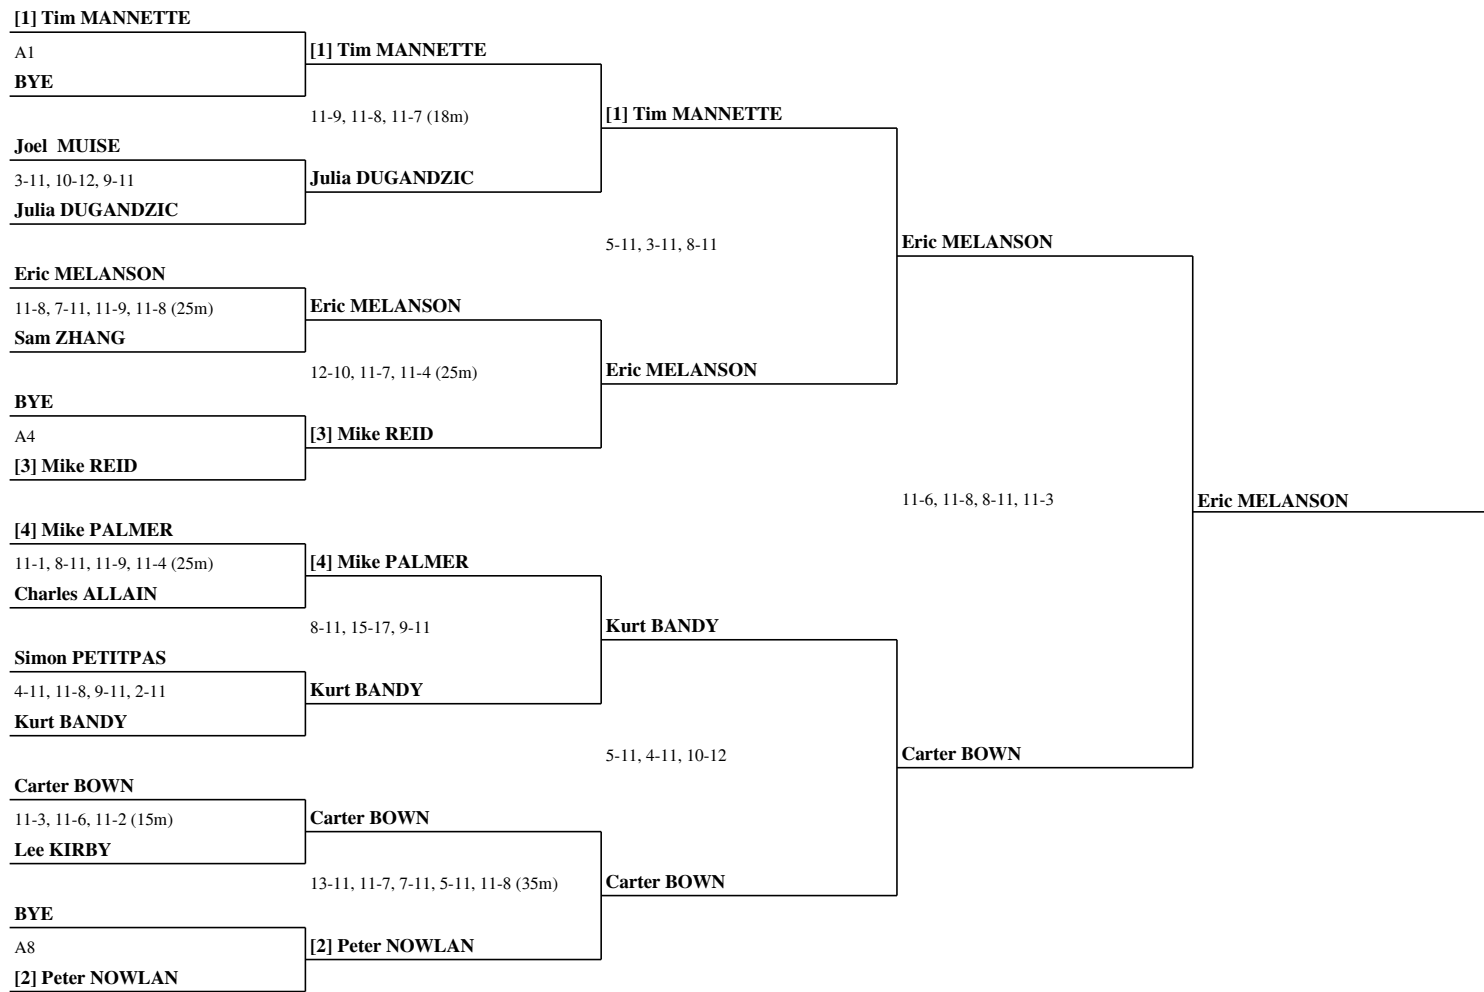 [1] Tim MANNETTE
A1
BYE
Joel  MUISE
3-11, 10-12, 9-11
Julia DUGANDZIC
Eric MELANSON
11-8, 7-11, 11-9, 11-8 (25m)
Sam ZHANG
BYE
A4
[3] Mike REID
[4] Mike PALMER
11-1, 8-11, 11-9, 11-4 (25m)
Charles ALLAIN
Simon PETITPAS
4-11, 11-8, 9-11, 2-11
Kurt BANDY
Carter BOWN
11-3, 11-6, 11-2 (15m)
Lee KIRBY
BYE
A8
[2] Peter NOWLAN
[1] Tim MANNETTE
11-9, 11-8, 11-7 (18m)
Julia DUGANDZIC
Eric MELANSON
12-10, 11-7, 11-4 (25m)
[3] Mike REID
[4] Mike PALMER
8-11, 15-17, 9-11
Kurt BANDY
Carter BOWN
13-11, 11-7, 7-11, 5-11, 11-8 (35m)
[2] Peter NOWLAN
[1] Tim MANNETTE
5-11, 3-11, 8-11
Eric MELANSON
Kurt BANDY
5-11, 4-11, 10-12
Carter BOWN
Eric MELANSON
11-6, 11-8, 8-11, 11-3
Carter BOWN
Eric MELANSON